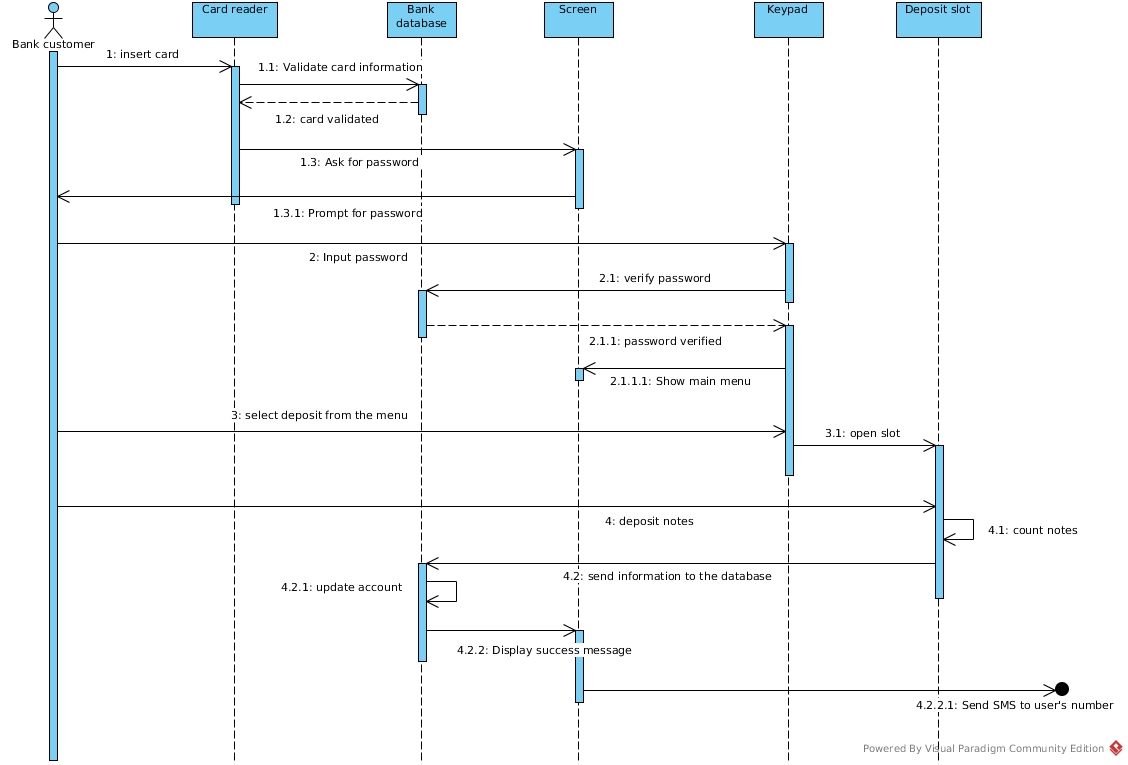 Card reader
Bank
database
Screen
Keypad
Deposit slot
Bank customer
1: insert card
1.1: Validate card information
1.2: card validated
1.3: Ask for password
1.3.1: Prompt for password
2: Input password
2.1: verify password
2.1.1: password verified
2.1.1.1: Show main menu
3: select deposit from the menu
3.1: open slot
4: deposit notes
4.1: count notes
4.2: send information to the database
4.2.1: update account
4.2.2: Display success message
4.2.2.1: Send SMS to user's number
Powered By Visual Paradigm Community Edition